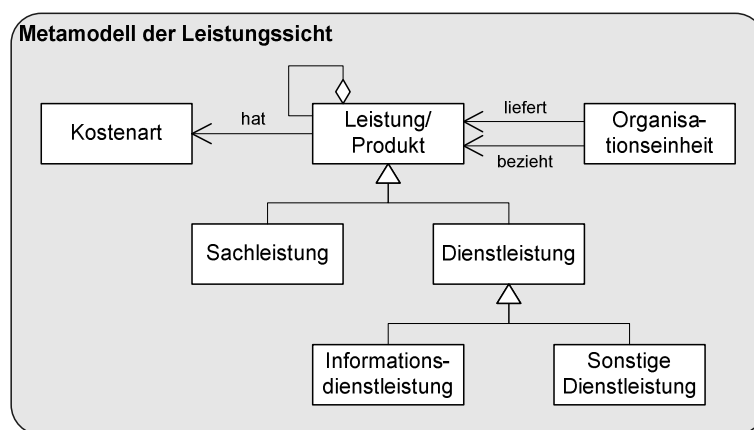 Metamodell der Leistungssicht
Kostenart
hat
Leistung/
Produkt
liefert
bezieht
Organisa-
tionseinheit
Sachleistung
Dienstleistung
Informations-
dienstleistung
Sonstige
Dienstleistung